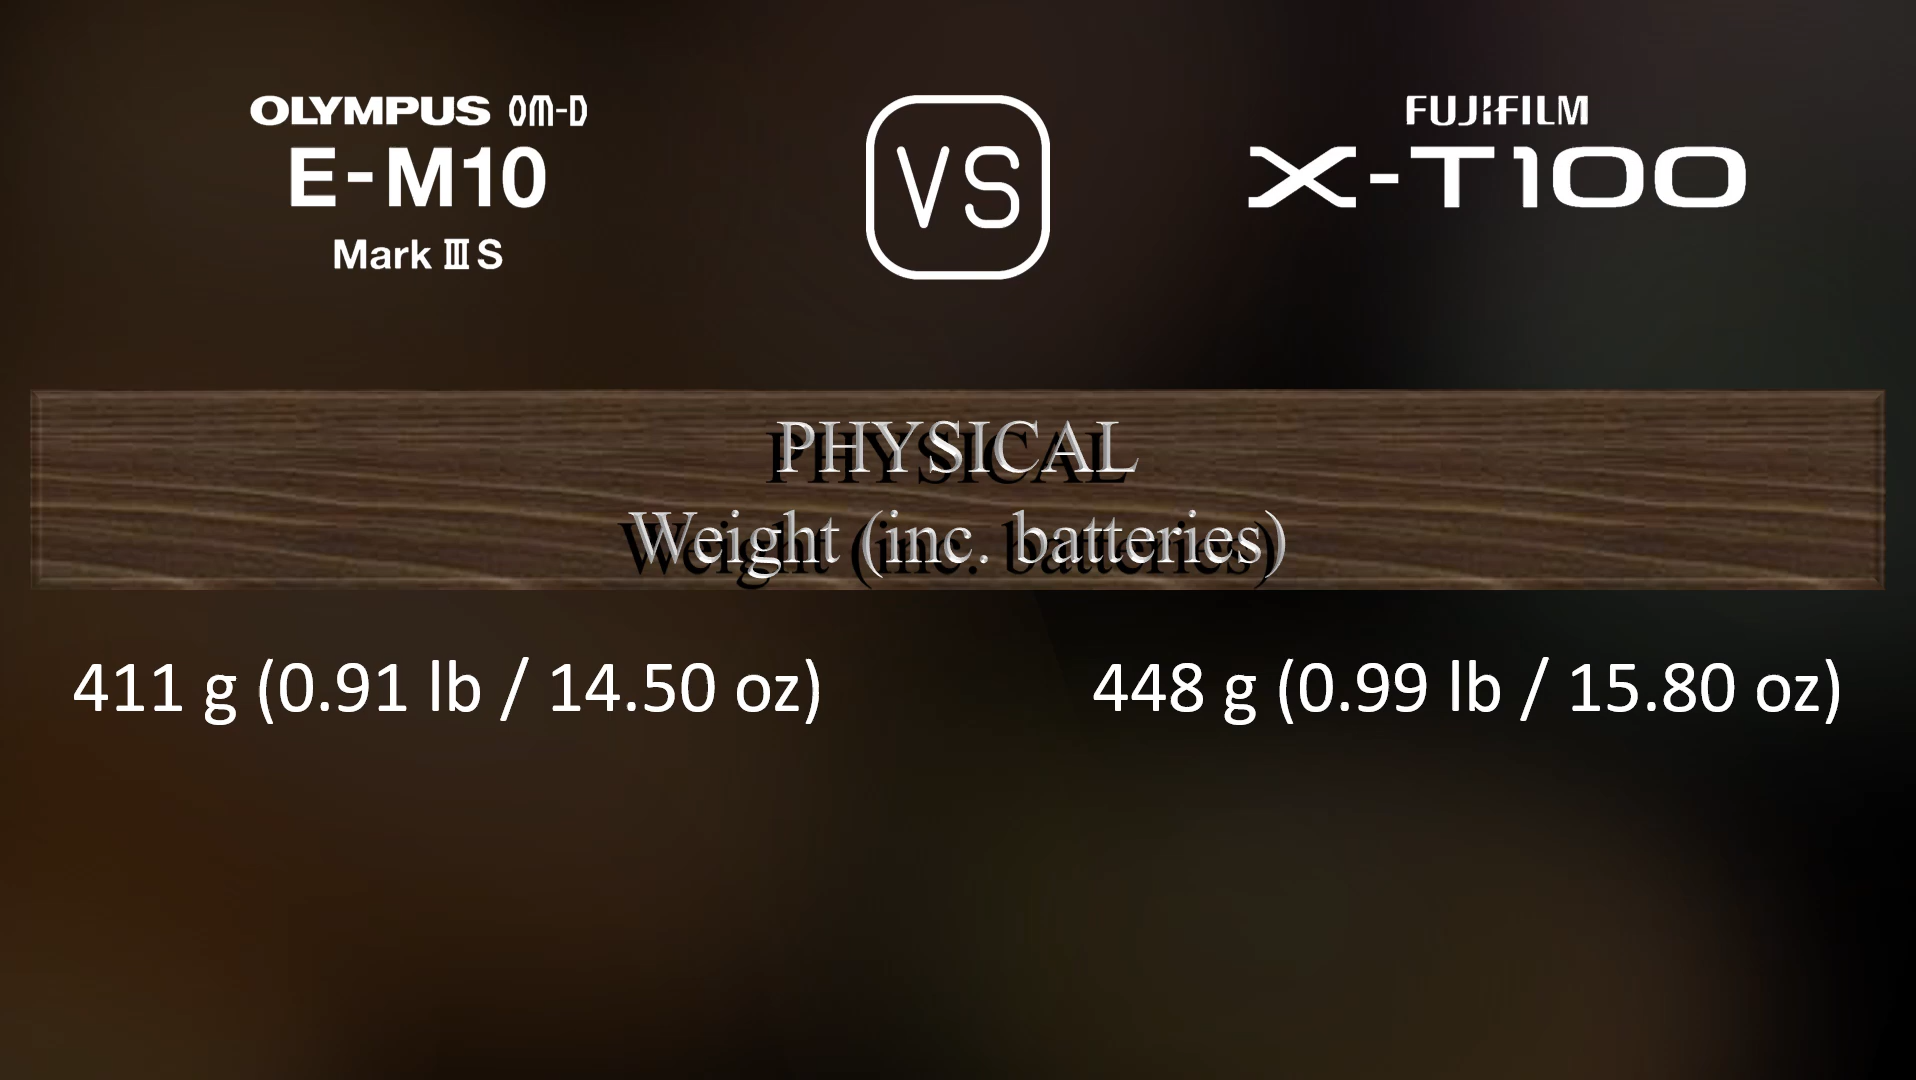 OLYMPUS OM-D
E-M10
Mark III S
VS
FUJIFILM
X-T100
PHYSICAL
Weight (inc. batteries)
411 g (0.91 lb / 14.50 oz)
448 g (0.99 lb / 15.80 oz)